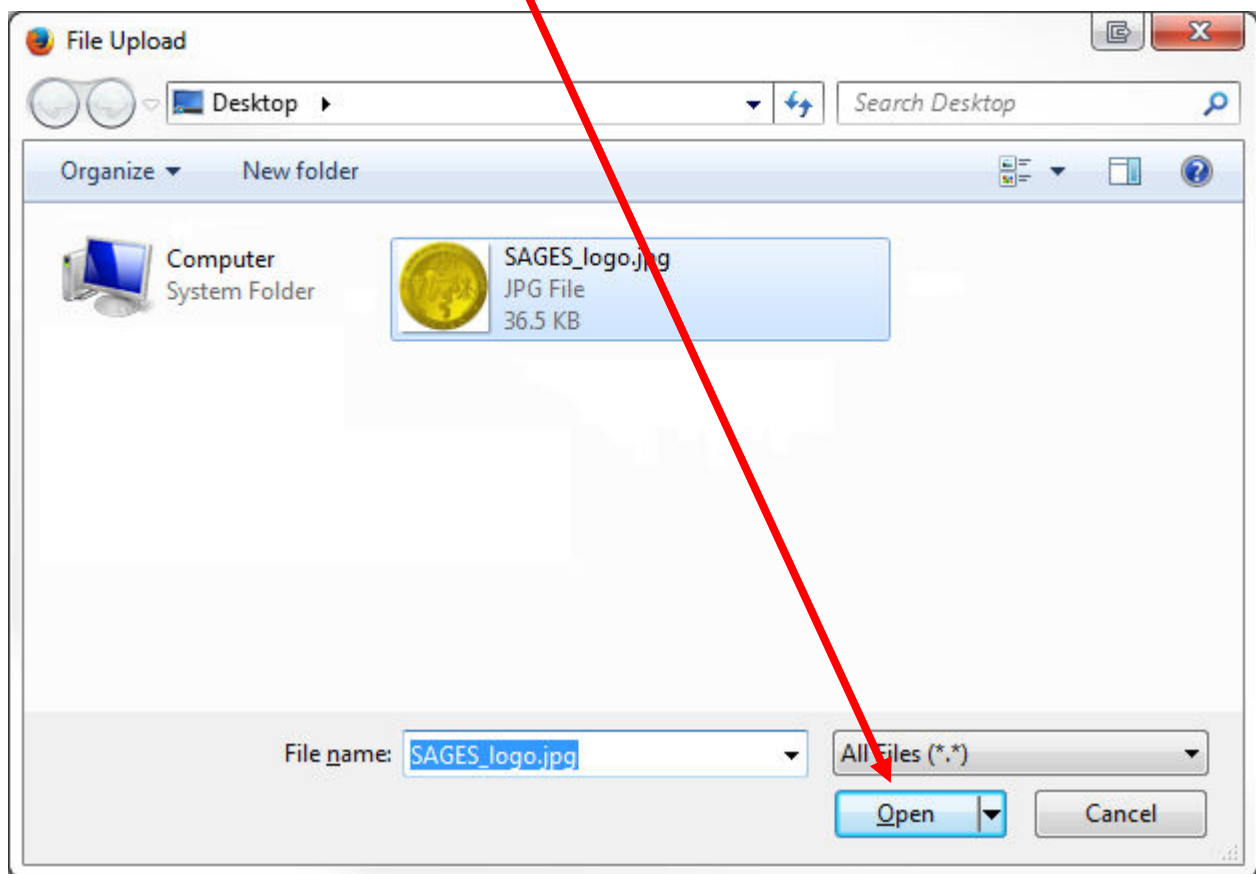 File Upload
Desktop
Search Desktop
Organize
New folder
Computer
System Folder
SAGES_logo.jpg
JPG File
36.5 KB
File name:
SAGES_logo.jpg
All Files (*.*)
Open
Cancel